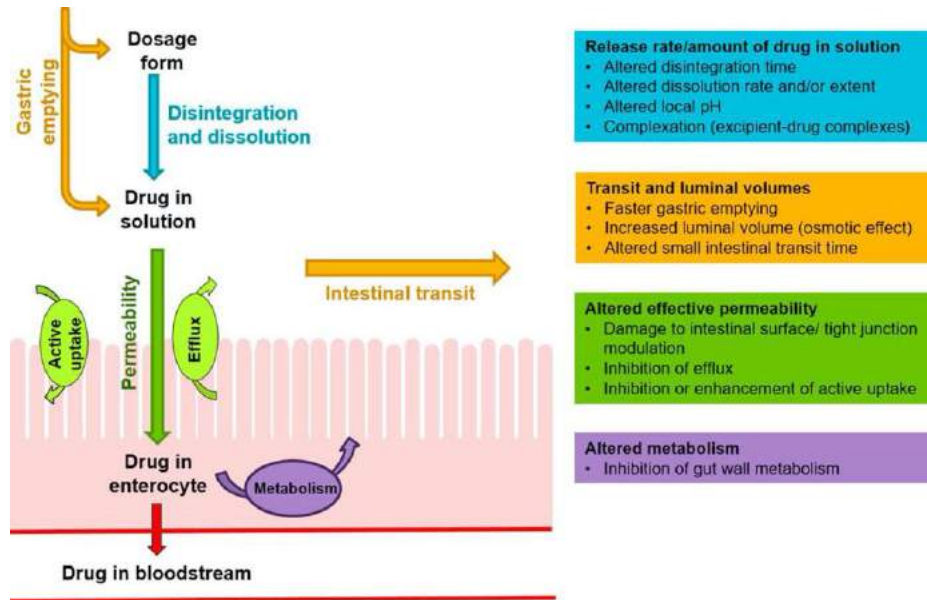 Gastric
emptying
Dosage
form
Disintegration
and dissolution
Drug in
solution
Active
uptake
Permeability
Efflux
Intestinal transit
Drug in
enterocyte
Metabolism
Drug in bloodstream
Release rate/amount of drug in solution
• Altered disintegration time
• Altered dissolution rate and/or extent
• Altered local pH
• Complexation (excipient-drug complexes)
Transit and luminal volumes
• Faster gastric emptying
• Increased luminal volume (osmotic effect)
• Altered small intestinal transit time
Altered effective permeability
• Damage to intestinal surface/ tight junction
modulation
• Inhibition of efflux
• Inhibition or enhancement of active uptake
Altered metabolism
• Inhibition of gut wall metabolism